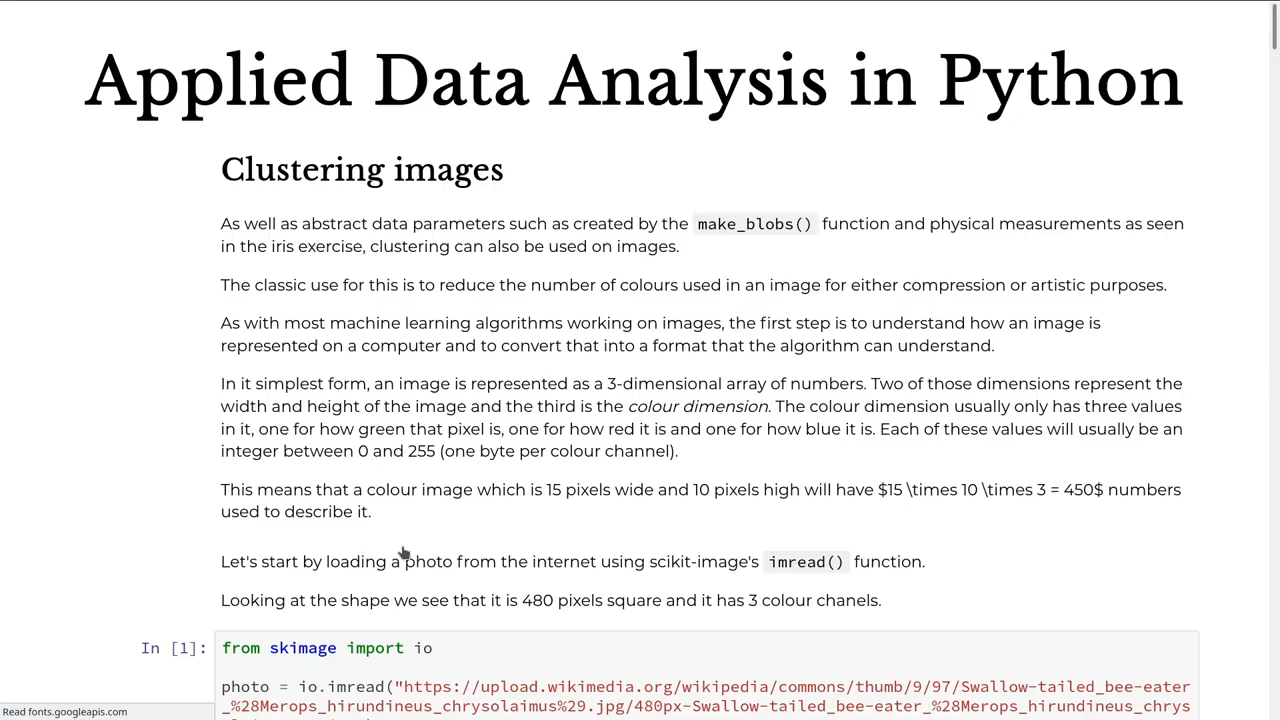 Applied Data Analysis in Python
Clustering images
As well as abstract data parameters such as created by the make_blobs() function and physical measurements as seen
in the iris exercise, clustering can also be used on images.
The classic use for this is to reduce the number of colours used in an image for either compression or artistic purposes.
As with most machine learning algorithms working on images, the first step is to understand how an image is
represented on a computer and to convert that into a format that the algorithm can understand.
In it simplest form, an image is represented as a 3-dimensional array of numbers. Two of those dimensions represent the
width and height of the image and the third is the colour dimension. The colour dimension usually only has three values
in it, one for how green that pixel is, one for how red it is and one for how blue it is. Each of these values will usually be an
integer between 0 and 255 (one byte per colour channel).
This means that a colour image which is 15 pixels wide and 10 pixels high will have $15 \times 10 \times 3 = 450$ numbers
used to describe it.
Let's start by loading a photo from the internet using scikit-image's imread() function.
Looking at the shape we see that it is 480 pixels square and it has 3 colour chanels.
In [1]: from skimage import io
photo = io.imread("https://upload.wikimedia.org/wikipedia/commons/thumb/9/97/Swallow-tailed_bee-eater
_%28Merops_hirundineus_chrysolaimus%29.jpg/480px-Swallow-tailed_bee-eater_%28Merops_hirundineus_chrys
Read fonts.googleapis.com